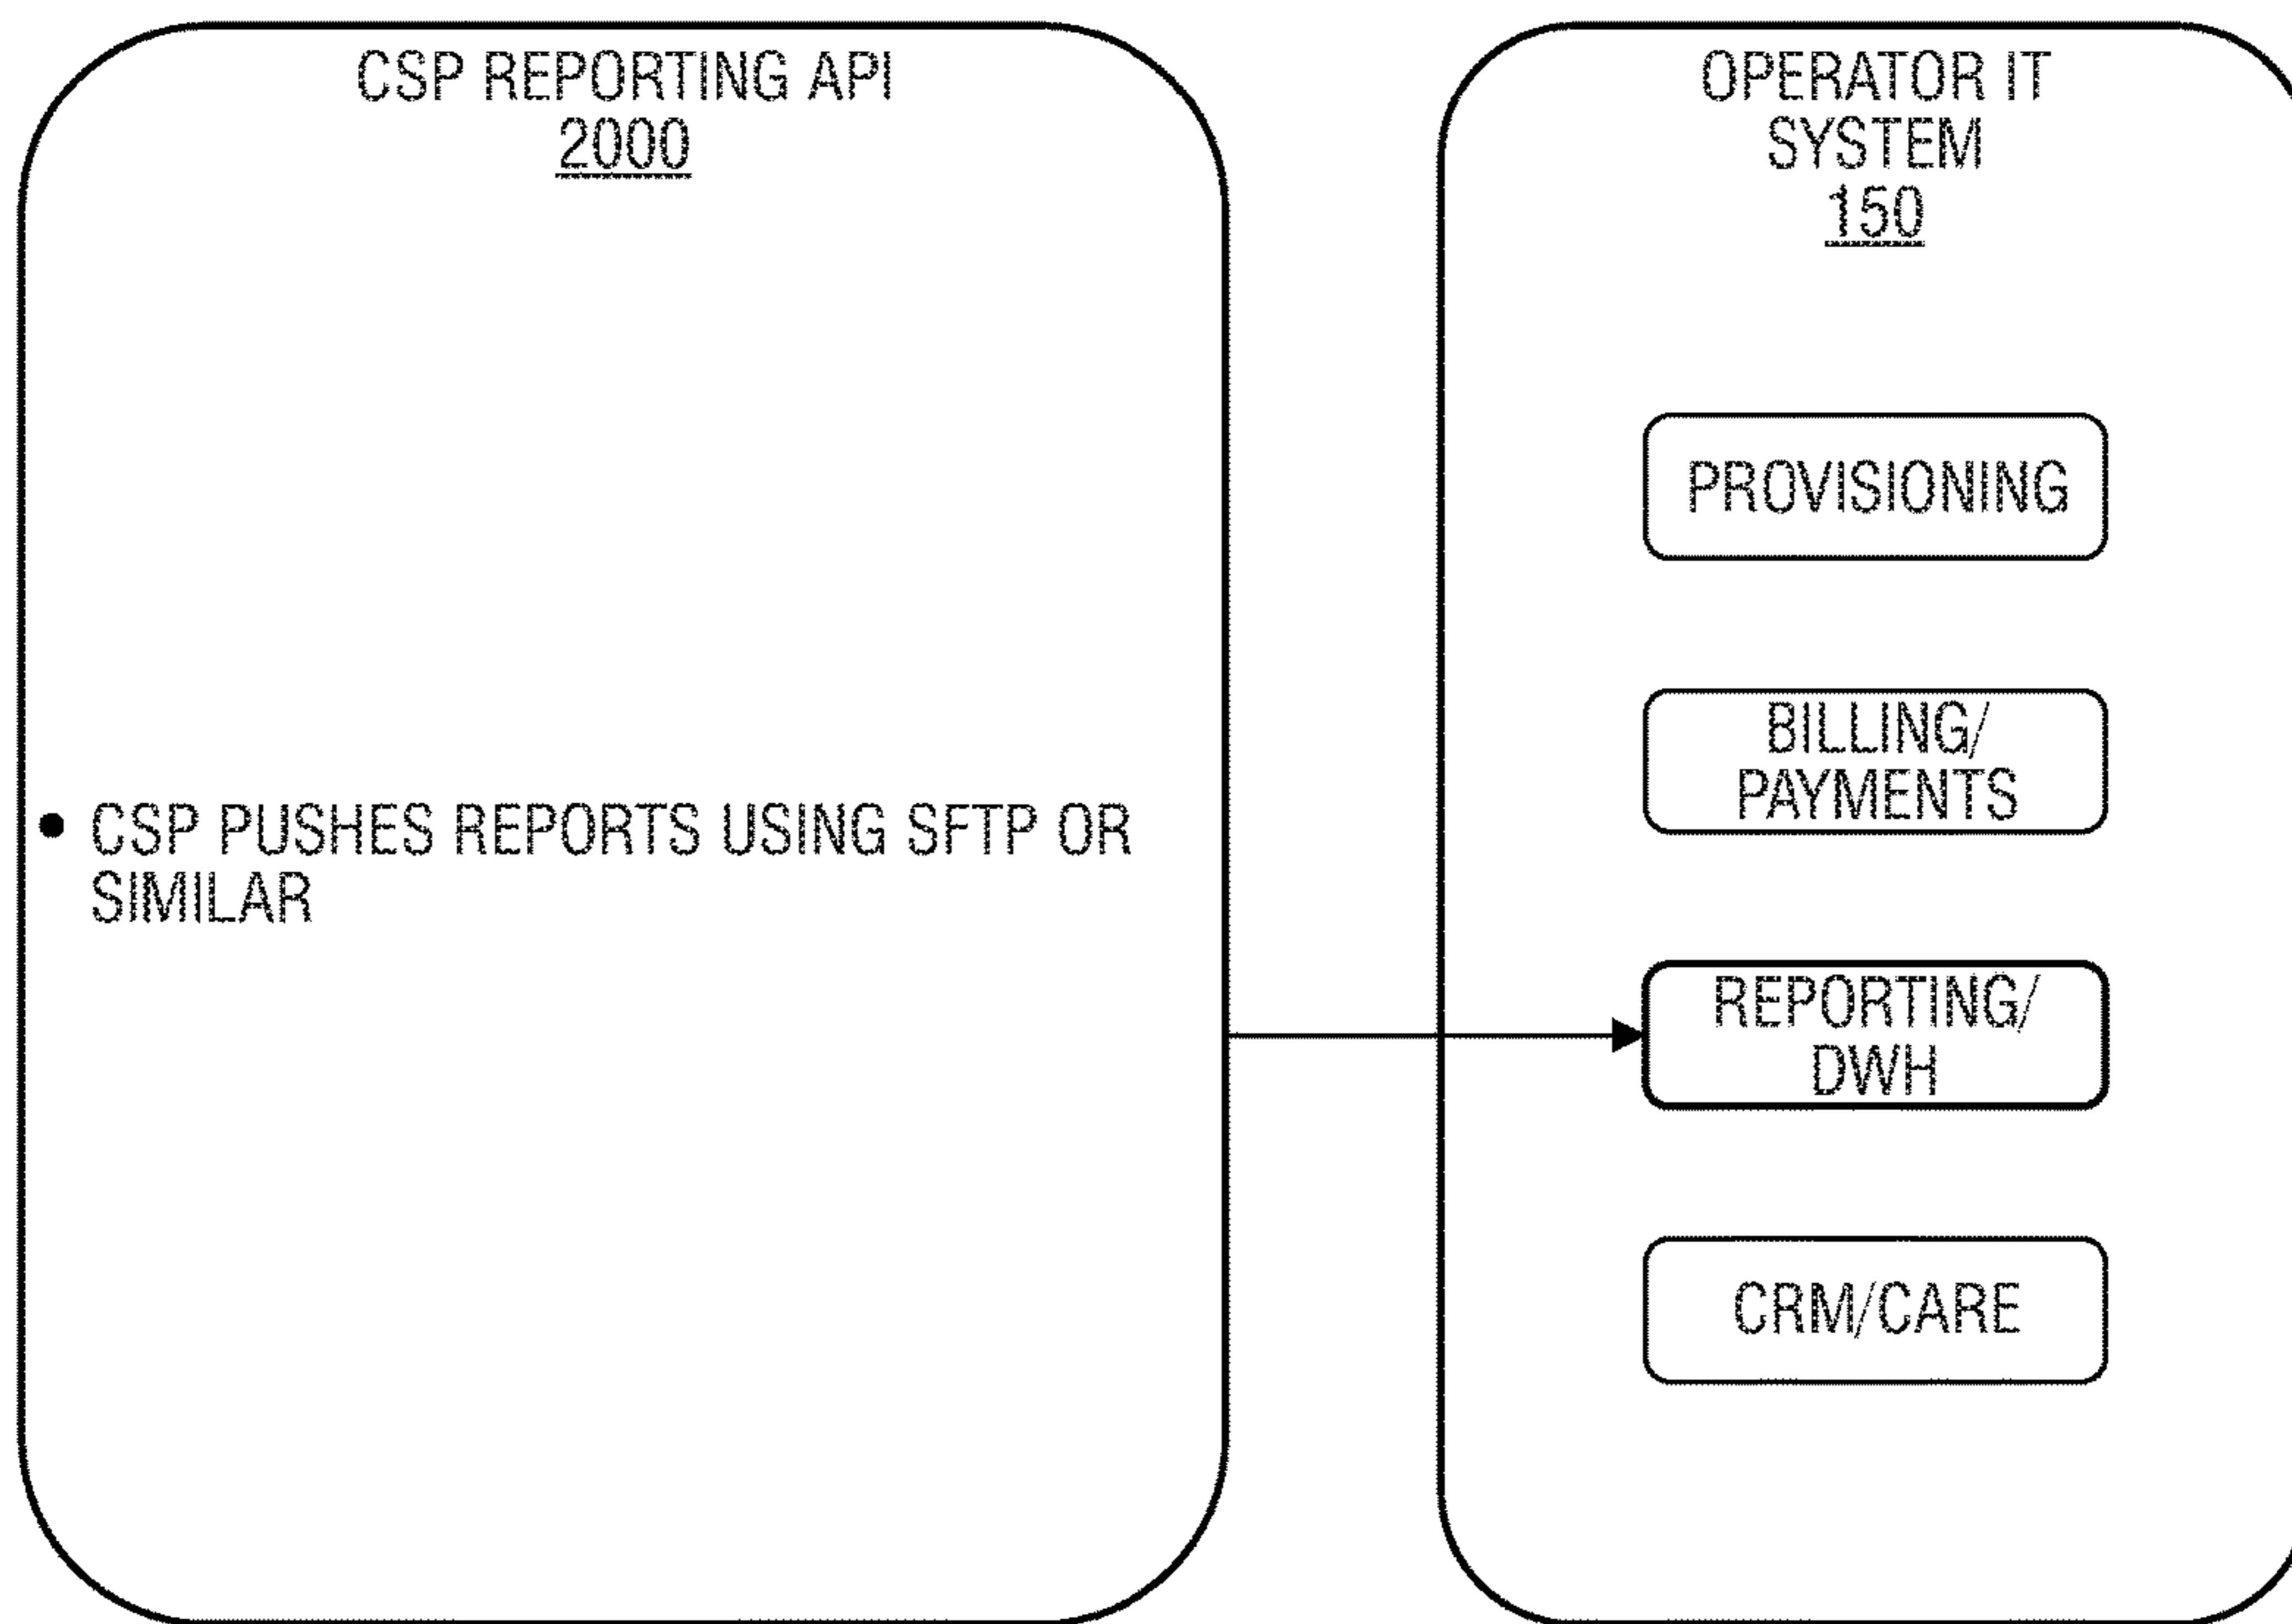 CSP REPORTING API
2000
• CSP PUSHES REPORTS USING SFTP OR
SIMILAR
OPERATOR IT
SYSTEM
150
PROVISIONING
BILLING/
PAYMENTS
REPORTING/
DWH
CRM/CARE